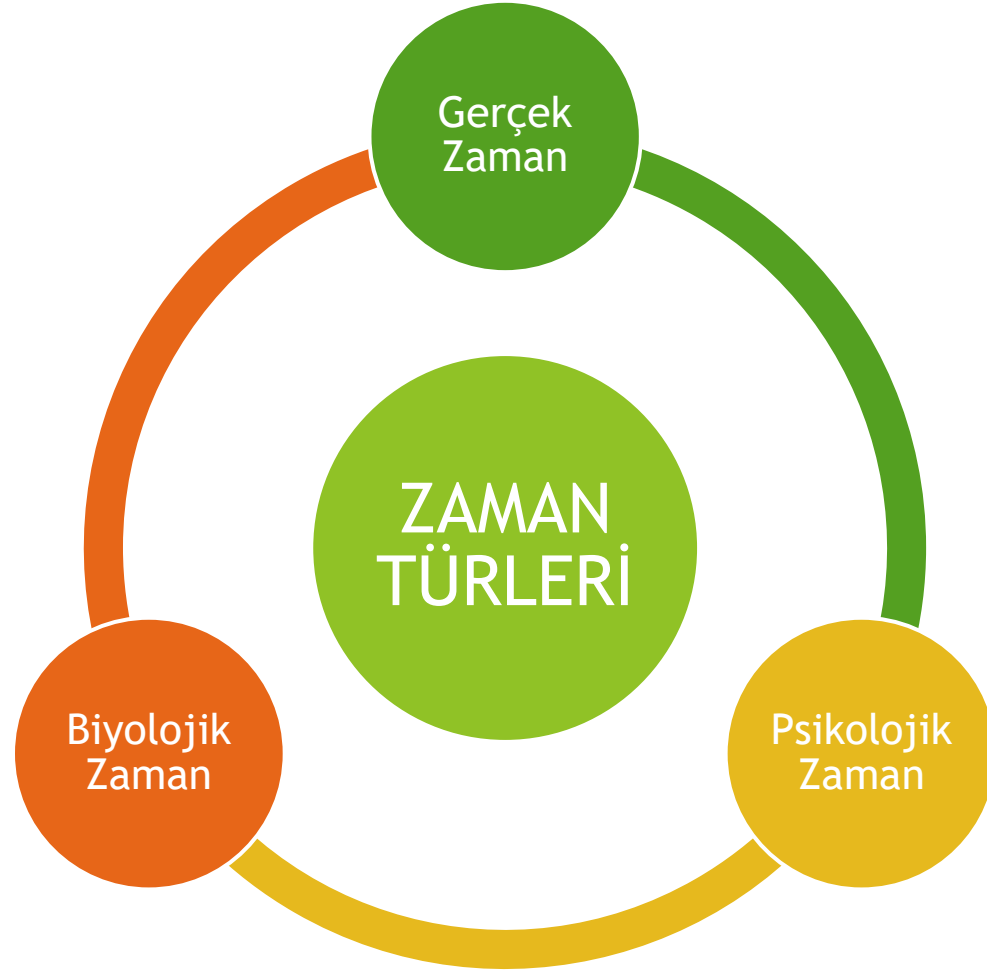 Gerçek
Zaman
ZAMAN
TÜRLERİ
Biyolojik
Zaman
Psikolojik
Zaman